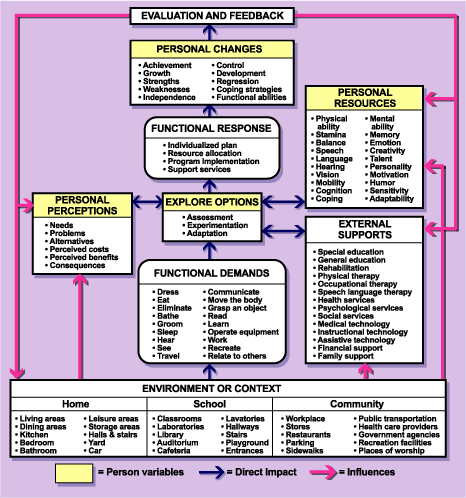 EVALUATION AND FEEDBACK
PERSONAL CHANGES
• Achievement
• Growth
• Strengths
• Weaknesses
• Independence
• Control
• Development
• Regression
• Coping strategies
• Functional abilities
PERSONAL
RESOURCES
• Physical
ability
• Stamina
• Balance
• Speech
• Language
• Hearing
• Vision
• Mobility
• Cognition
• Coping
• Mental
ability
• Memory
• Emotion
• Creativity
• Talent
• Personality
• Motivation
• Humor
• Sensitivity
• Adaptability
FUNCTIONAL RESPONSE
• Individualized plan
• Resource allocation
• Program implementation
• Support services
PERSONAL
PERCEPTIONS
• Needs
• Problems
• Alternatives
• Perceived costs
• Perceived benefits
• Consequences
EXPLORE OPTIONS
• Assessment
• Experimentation
• Adaptation
EXTERNAL
SUPPORTS
• Special education
• General education
• Rehabilitation
• Physical therapy
• Occupational therapy
• Speech language therapy
• Health services
• Psychological services
• Social services
• Medical technology
• Instructional technology
• Assistive technology
• Financial support
• Family support
FUNCTIONAL DEMANDS
• Dress
• Eat
• Eliminate
• Bathe
• Groom
• Sleep
• Hear
• See
• Travel
• Communicate
• Move the body
• Grasp an object
• Read
• Learn
• Operate equipment
• Work
• Recreate
• Relate to others
ENVIRONMENT OR CONTEXT
Home
• Living areas
• Dining areas
• Kitchen
• Bedroom
• Bathroom
• Leisure areas
• Storage areas
• Halls & stairs
• Yard
• Car
School
• Classrooms
• Laboratories
• Library
• Auditorium
• Cafeteria
• Lavatories
• Hallways
• Stairs
• Playground
• Entrances
Community
• Workplace
• Stores
• Restaurants
• Parking
• Sidewalks
• Public transportation
• Health care providers
• Government agencies
• Recreation facilities
• Places of worship
= Person variables
= Direct Impact
= Influences